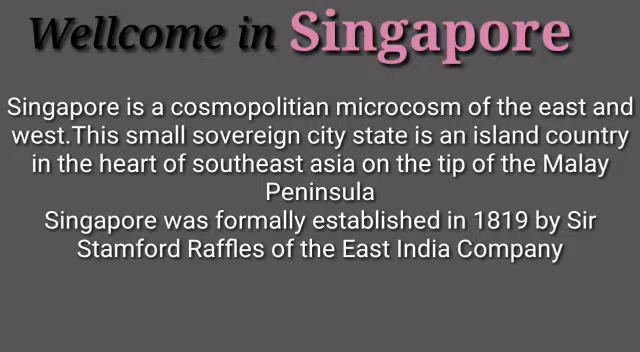 Wellcome in Singapore
Singapore is a cosmopolitian microcosm of the east and
west.This small sovereign city state is an island country
in the heart of southeast asia on the tip of the Malay
Peninsula
Singapore was formally established in 1819 by Sir
Stamford Raffles of the East India Company